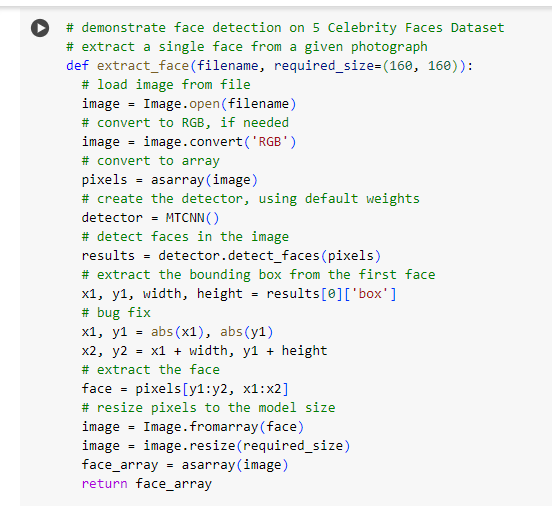 # demonstrate face detection on 5 Celebrity Faces Dataset
# extract a single face from a given photograph
def extract_face(filename, required_size=(160, 160)):
  # load image from file
  image = Image.open(filename)
  # convert to RGB, if needed
  image = image.convert('RGB')
  # convert to array
  pixels = asarray(image)
  # create the detector, using default weights
  detector = MTCNN()
  # detect faces in the image
  results = detector.detect_faces(pixels)
  # extract the bounding box from the first face
  x1, y1, width, height = results[0]['box']
  # bug fix
  x1, y1 = abs(x1), abs(y1)
  x2, y2 = x1 + width, y1 + height
  # extract the face
  face = pixels[y1:y2, x1:x2]
  # resize pixels to the model size
  image = Image.fromarray(face)
  image = image.resize(required_size)
  face_array = asarray(image)
  return face_array